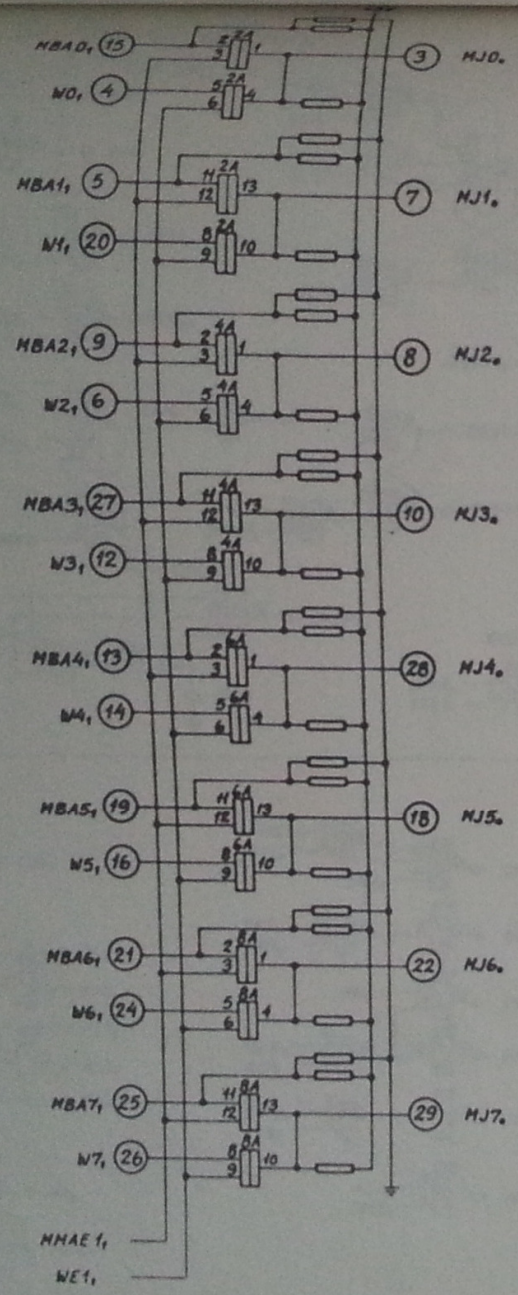 MBA0, 15 2 2A 1 3 MJ0.
3
W0, 4 5 2A 4
6
MBA1, 5 11 2A 13 7 MJ1.
12
W1, 20 8 2A 10
9
MBA2, 9 2 4A 1 8 MJ2.
3
W2, 6 5 4A 4
6
MBA3, 27 11 4A 13 10 MJ3.
12
W3, 12 8 4A 10
9
MBA4, 13 2 6A 1 28 MJ4.
3
W4, 14 5 6A 4
6
MBA5, 19 11 6A 13 18 MJ5.
12
W5, 16 8 6A 10
9
MBA6, 21 2 8A 1 22 MJ6.
3
W6, 24 5 8A 4
6
MBA7, 25 11 8A 13 29 MJ7.
12
W7, 26 8 8A 10
9
MMAE1,
WE1,